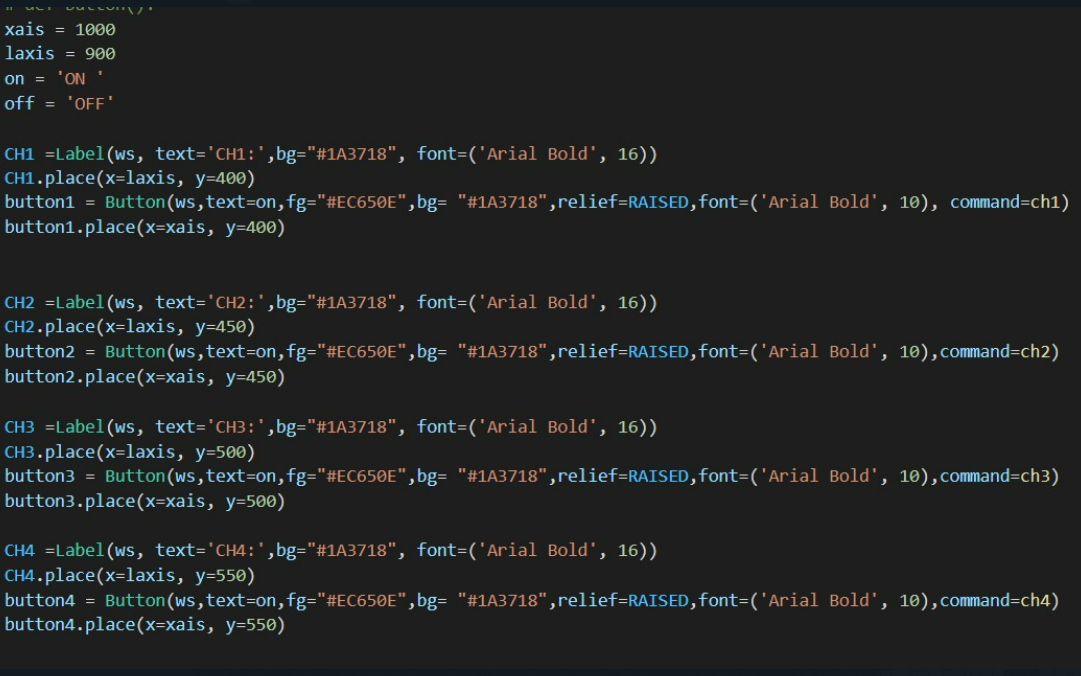 # def button():
xais = 1000
laxis = 900
on = 'ON '
off = 'OFF'
CH1 =Label(ws, text='CH1:',bg="#1A3718", font=('Arial Bold', 16))
CH1.place(x=laxis, y=400)
button1 = Button(ws,text=on,fg="#EC650E",bg= "#1A3718",relief=RAISED,font=('Arial Bold', 10), command=ch1)
button1.place(x=xais, y=400)
CH2 =Label(ws, text='CH2:',bg="#1A3718", font=('Arial Bold', 16))
CH2.place(x=laxis, y=450)
button2 = Button(ws,text=on,fg="#EC650E",bg= "#1A3718",relief=RAISED,font=('Arial Bold', 10),command=ch2)
button2.place(x=xais, y=450)
CH3 =Label(ws, text='CH3:',bg="#1A3718", font=('Arial Bold', 16))
CH3.place(x=laxis, y=500)
button3 = Button(ws,text=on,fg="#EC650E",bg= "#1A3718",relief=RAISED,font=('Arial Bold', 10),command=ch3)
button3.place(x=xais, y=500)
CH4 =Label(ws, text='CH4:',bg="#1A3718", font=('Arial Bold', 16))
CH4.place(x=laxis, y=550)
button4 = Button(ws,text=on,fg="#EC650E",bg= "#1A3718",relief=RAISED,font=('Arial Bold', 10),command=ch4)
button4.place(x=xais, y=550)